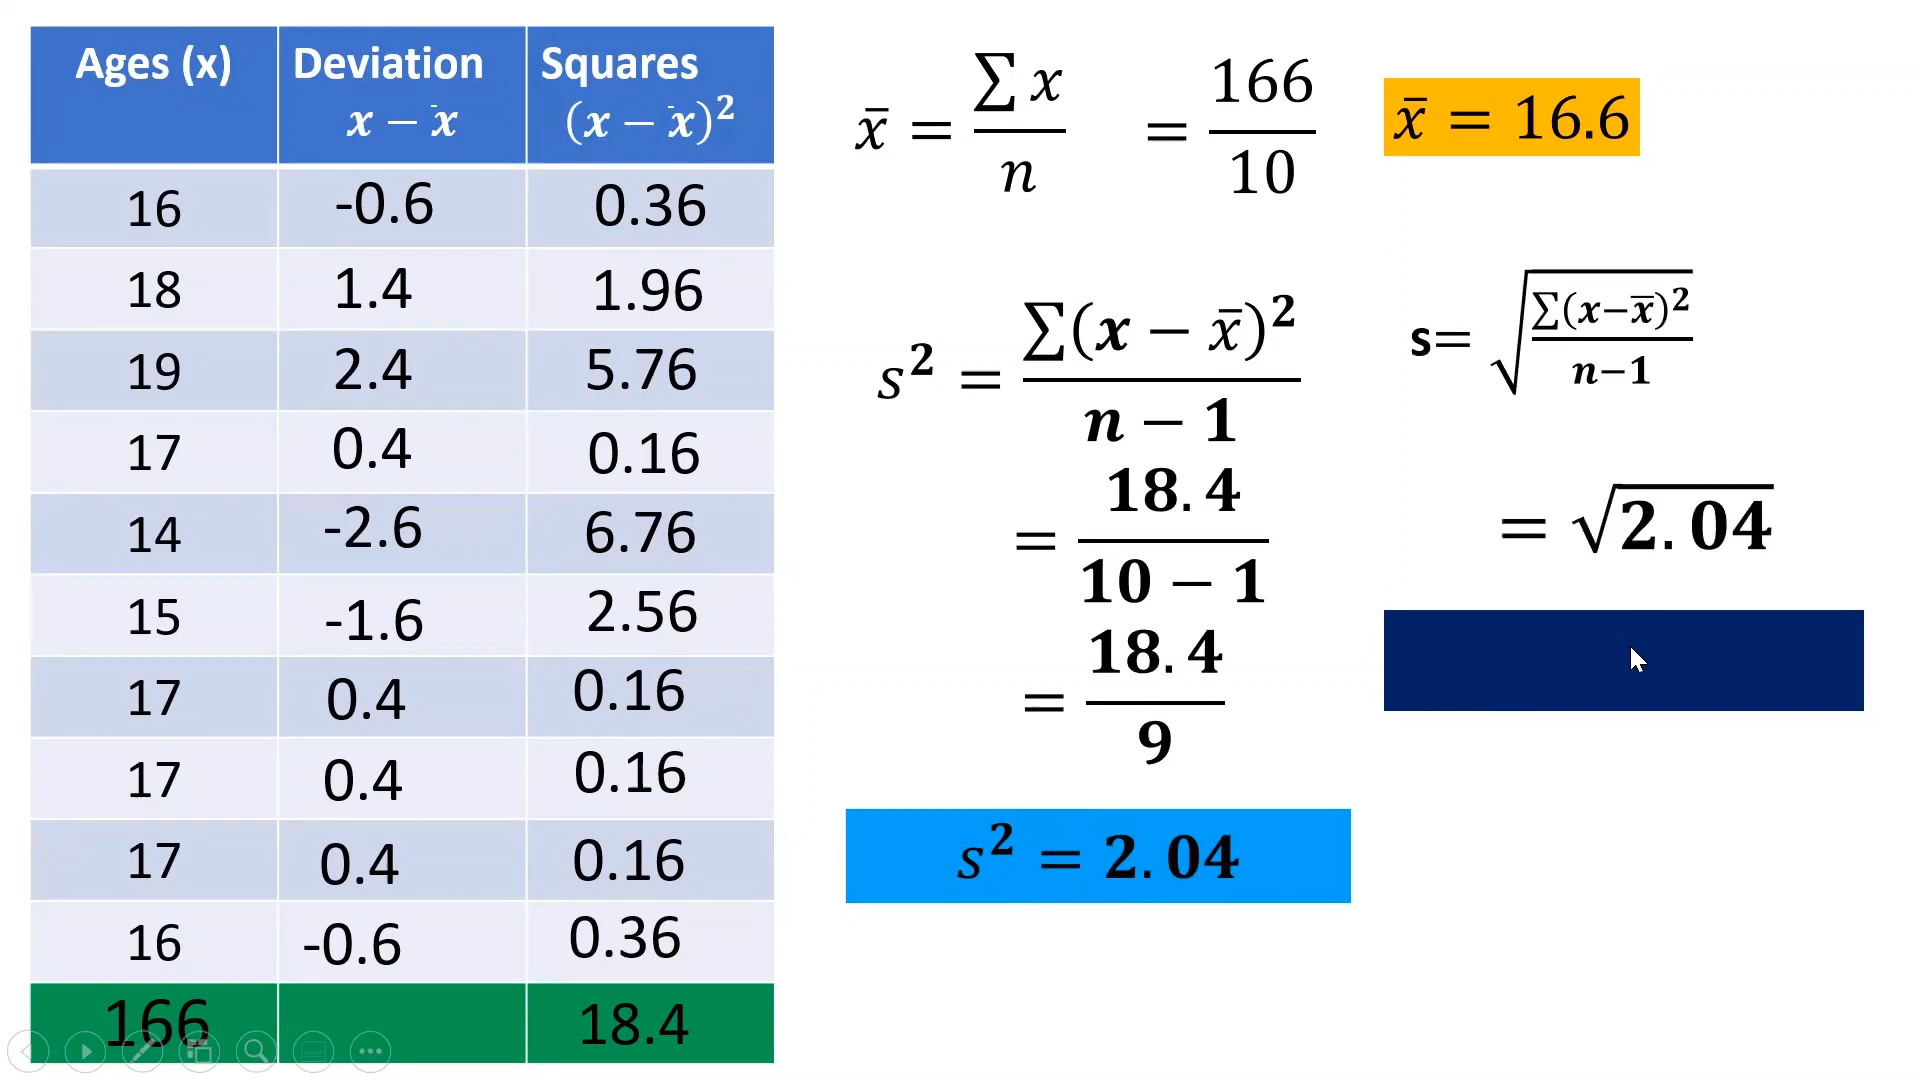 Ages (x) Deviation Squares
x − x̄ (x − x̄)²
16 -0.6 0.36
18 1.4 1.96
19 2.4 5.76
17 0.4 0.16
14 -2.6 6.76
15 -1.6 2.56
17 0.4 0.16
17 0.4 0.16
17 0.4 0.16
16 -0.6 0.36
166 18.4
x̄ = ∑x / n = 166 / 10
x̄ = 16.6
s² = ∑(x − x̄)² / n − 1
= 18.4 / 10 − 1
= 18.4 / 9
s² = 2.04
s= √(∑(x−x̄)² / n−1)
= √2.04